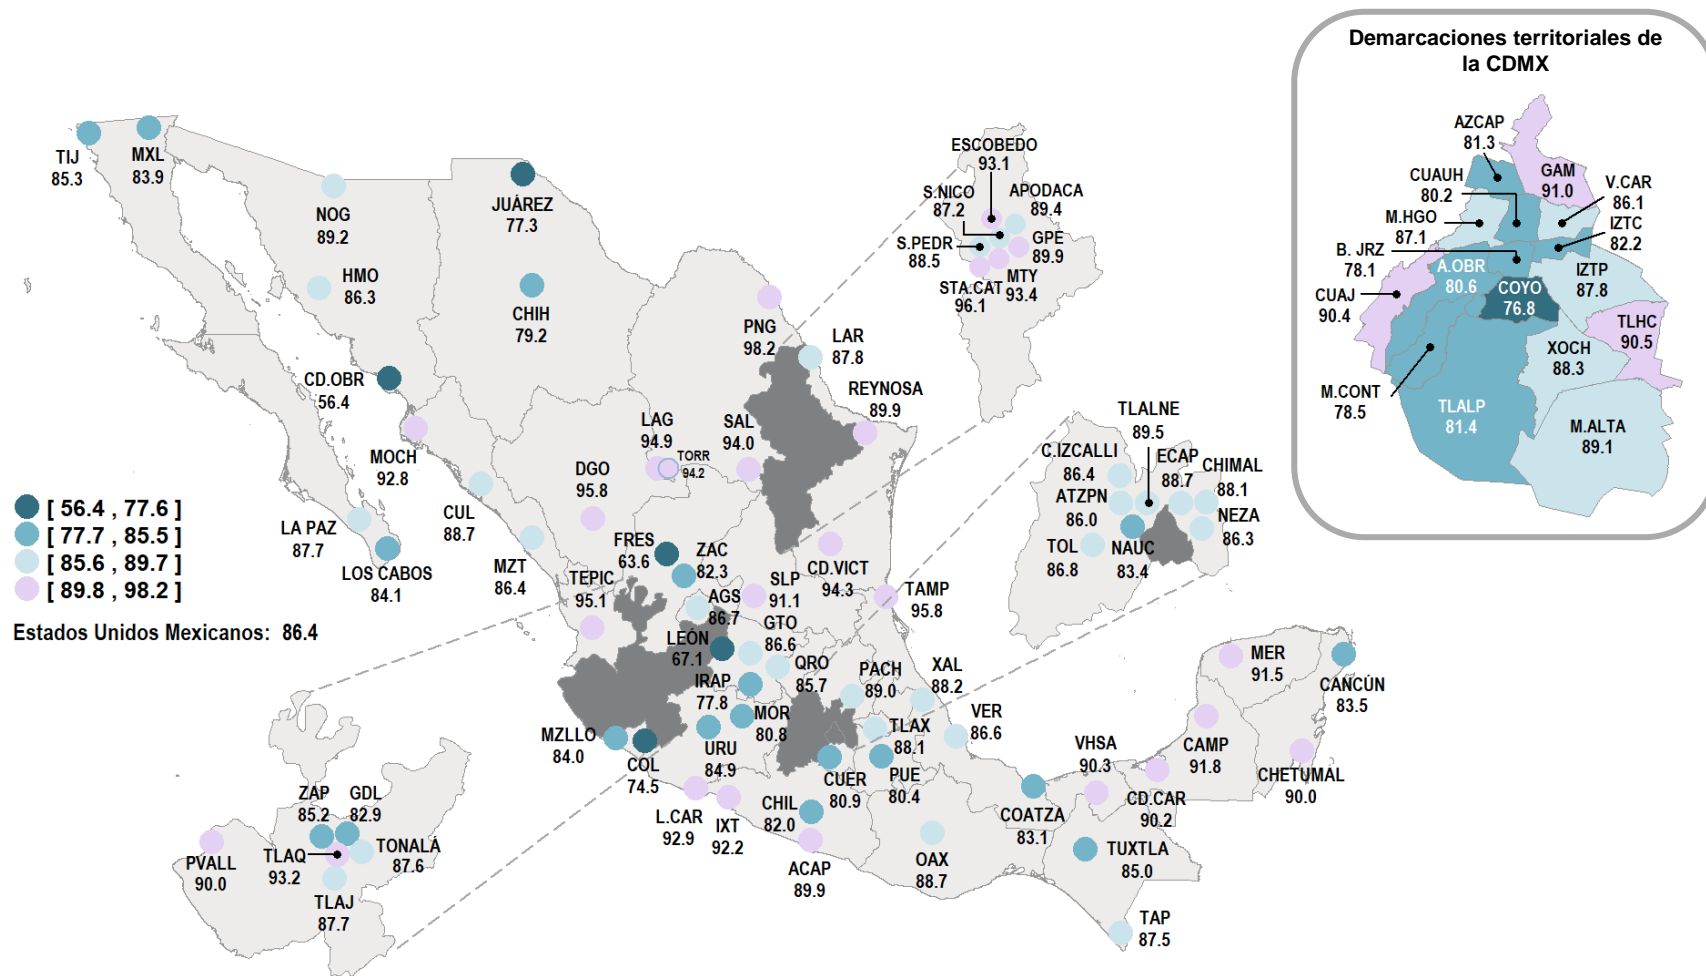 Demarcaciones territoriales de
la CDMX
AZCAP
81.3
CUAUH
80.2
GAM
91.0
V.CAR
86.1
M.HGO
87.1
IZTC
82.2
B. JRZ
78.1
A.OBR
80.6
IZTP
87.8
CUAJ
90.4
COYO
76.8
TLHC
90.5
XOCH
88.3
M.CONT
78.5
TLALP
81.4
M.ALTA
89.1
TIJ
85.3
MXL
83.9
NOG
89.2
JUÁREZ
77.3
HMO
86.3
CHIH
79.2
CD.OBR
56.4
MOCH
92.8
LA PAZ
87.7
LOS CABOS
84.1
CUL
88.7
MZT
86.4
DGO
95.8
LAG
94.9
TORR
94.2
SAL
94.0
PNG
98.2
LAR
87.8
REYNOSA
89.9
ESCOBEDO
93.1
S.NICO
87.2
APODACA
89.4
S.PEDR
88.5
GPE
89.9
MTY
93.4
STA.CAT
96.1
TLALNE
89.5
C.IZCALLI
86.4
ECAP
88.7
CHIMAL
88.1
ATZPN
86.0
NEZA
86.3
TOL
86.8
NAUC
83.4
FRES
63.6
ZAC
82.3
TEPIC
95.1
AGS
86.7
SLP
91.1
CD.VICT
94.3
TAMP
95.8
LEÓN
67.1
GTO
86.6
IRAP
77.8
QRO
85.7
PACH
89.0
XAL
88.2
MOR
80.8
MZLLO
84.0
COL
74.5
URU
84.9
TLAX
88.1
VER
86.6
CUER
80.9
PUE
80.4
L.CAR
92.9
IXT
92.2
CHIL
82.0
ACAP
89.9
OAX
88.7
COATZA
83.1
VHSA
90.3
CD.CAR
90.2
TUXTLA
85.0
TAP
87.5
MER
91.5
CANCÚN
83.5
CAMP
91.8
CHETUMAL
90.0
[ 56.4 , 77.6 ]
[ 77.7 , 85.5 ]
[ 85.6 , 89.7 ]
[ 89.8 , 98.2 ]
Estados Unidos Mexicanos: 86.4
ZAP
85.2
GDL
82.9
PVALL
90.0
TLAQ
93.2
TONALÁ
87.6
TLAJ
87.7